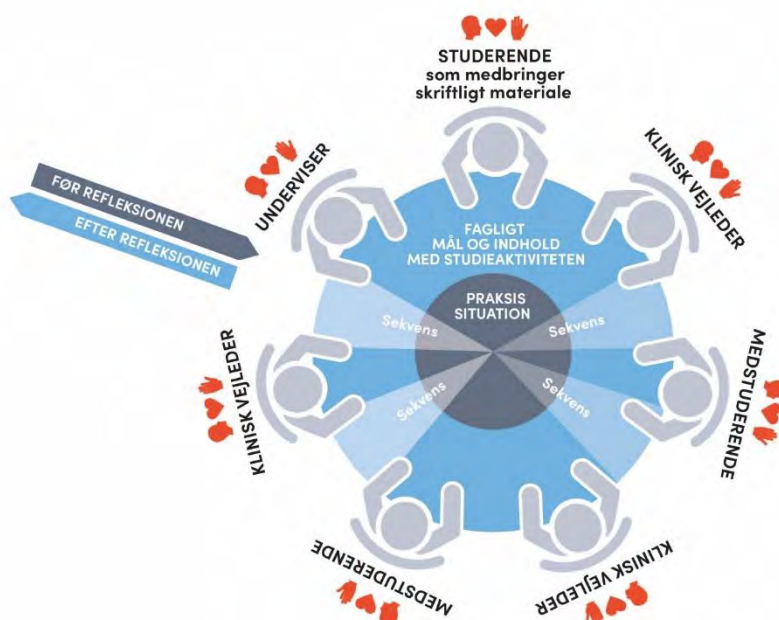 STUDERENDE
som medbringer
skriftligt materiale
KLINISK VEJLEDER
UNDERVISER
FØR REFLEKSIONEN
EFTER REFLEKSIONEN
FAGLIGT
MÅL OG INDHOLD
MED STUDIEAKTIVITETEN
PRAKSIS
SITUATION
Sekvens
Sekvens
Sekvens
Sekvens
KLINISK VEJLEDER
MEDSTUDERENDE
MEDSTUDERENDE
KLINISK VEJLEDER